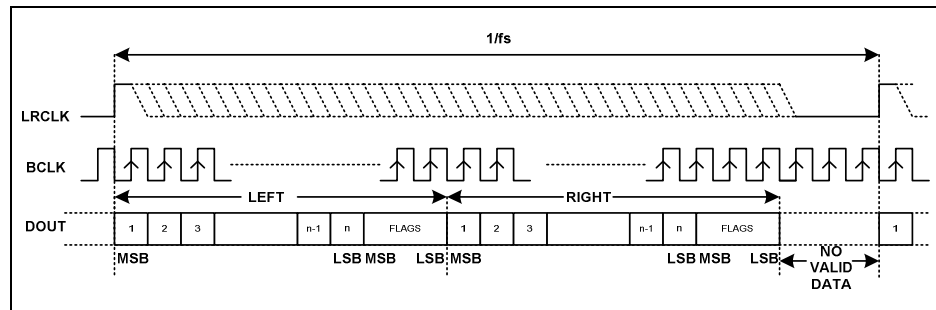 1/fs
LRCLK
BCLK
LEFT RIGHT
DOUT 1 2 3 n-1 n FLAGS 1 2 3 n-1 n FLAGS 1
MSB LSB MSB LSB MSB LSB MSB LSB NO
VALID
DATA